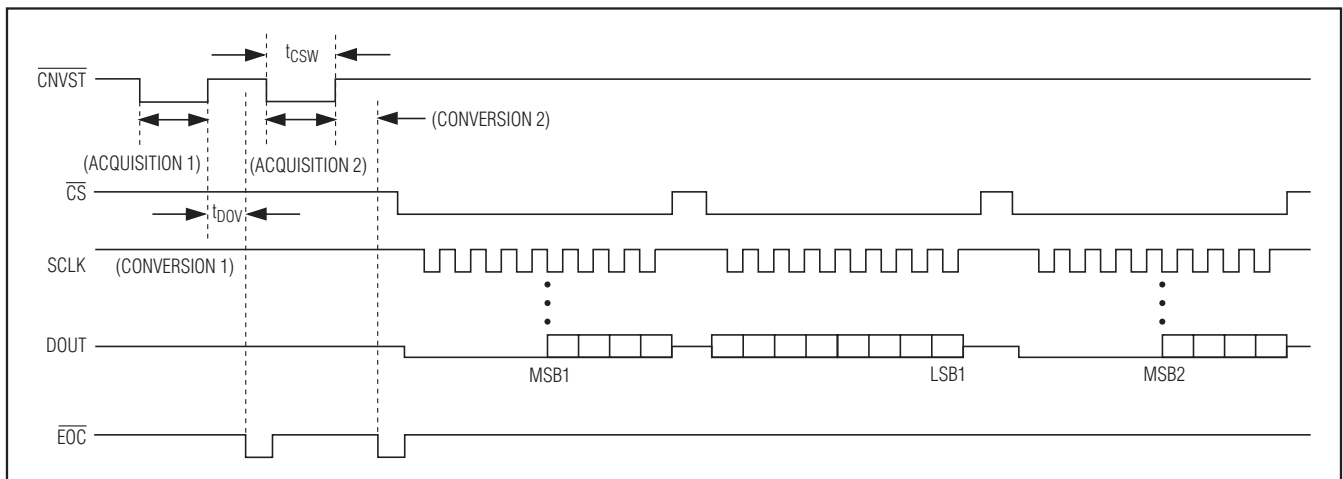 tCSW
CNVST
(CONVERSION 2)
(ACQUISITION 1)
(ACQUISITION 2)
CS
tDOV
SCLK
(CONVERSION 1)
DOUT
MSB1
LSB1
MSB2
EOC